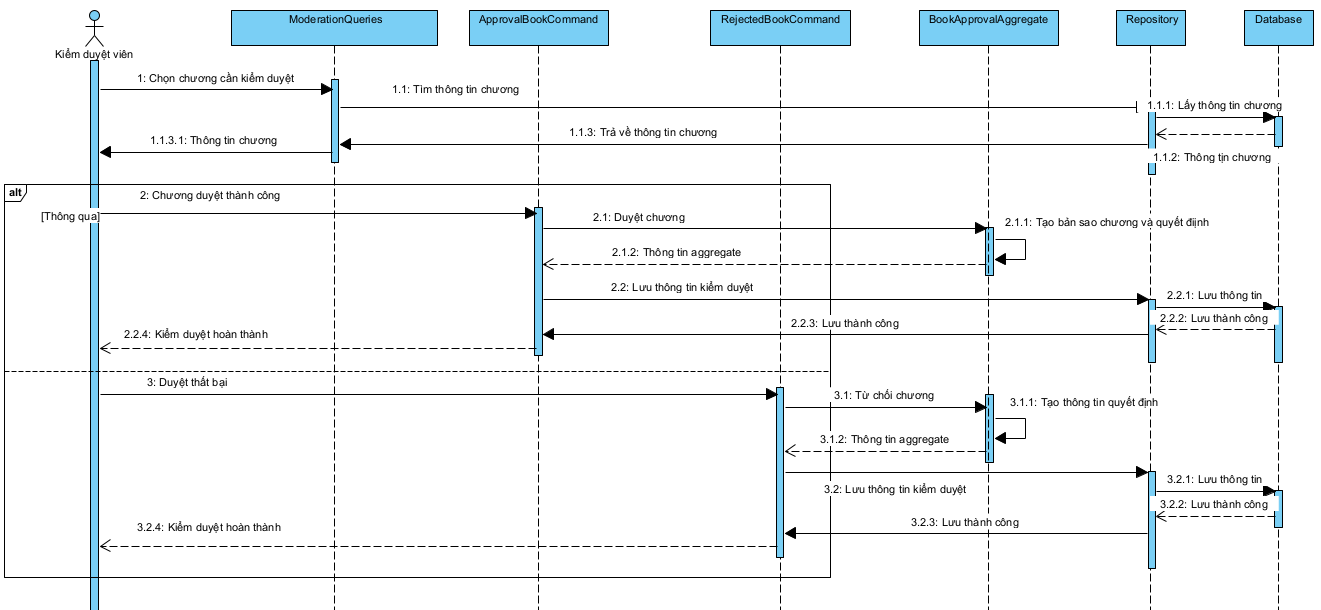 ModerationQueries
ApprovalBookCommand
RejectedBookCommand
BookApprovalAggregate
Repository
Database
Kiểm duyệt viên
1: Chọn chương cần kiểm duyệt
1.1: Tìm thông tin chương
1.1.1: Lấy thông tin chương
1.1.3: Trả về thông tin chương
1.1.3.1: Thông tin chương
1.1.2: Thông tịn chương
alt
2: Chương duyệt thành công
[Thông qua]
2.1: Duyệt chương
2.1.1: Tạo bản sao chương và quyết điịnh
2.1.2: Thông tin aggregate
2.2: Lưu thông tin kiểm duyệt
2.2.1: Lưu thông tin
2.2.2: Lưu thành công
2.2.3: Lưu thành công
2.2.4: Kiểm duyệt hoàn thành
3: Duyệt thất bại
3.1: Từ chối chương
3.1.1: Tạo thông tin quyết định
3.1.2: Thông tin aggregate
3.2.1: Lưu thông tin
3.2: Lưu thông tin kiểm duyệt
3.2.2: Lưu thành công
3.2.3: Lưu thành công
3.2.4: Kiểm duyệt hoàn thành